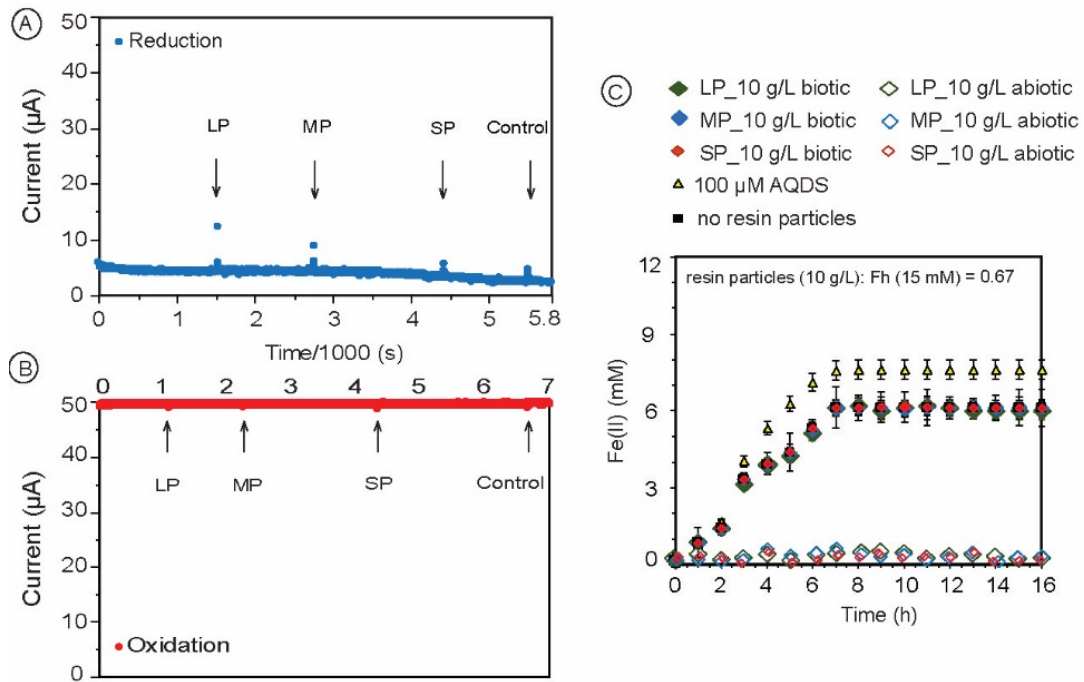 A
50
40
30
20
10
0
Current (µA)
Reduction
LP
MP
SP
Control
0 1 2 3 4 5 5.8
Time/1000 (s)
B
0 1 2 3 4 5 6 7
50
40
30
20
10
0
Current (µA)
LP
MP
SP
Control
Oxidation
C
LP_10 g/L biotic
LP_10 g/L abiotic
MP_10 g/L biotic
MP_10 g/L abiotic
SP_10 g/L biotic
SP_10 g/L abiotic
100 µM AQDS
no resin particles
12
9
6
3
0
Fe(II) (mM)
resin particles (10 g/L): Fh (15 mM) = 0.67
0 2 4 6 8 10 12 14 16
Time (h)